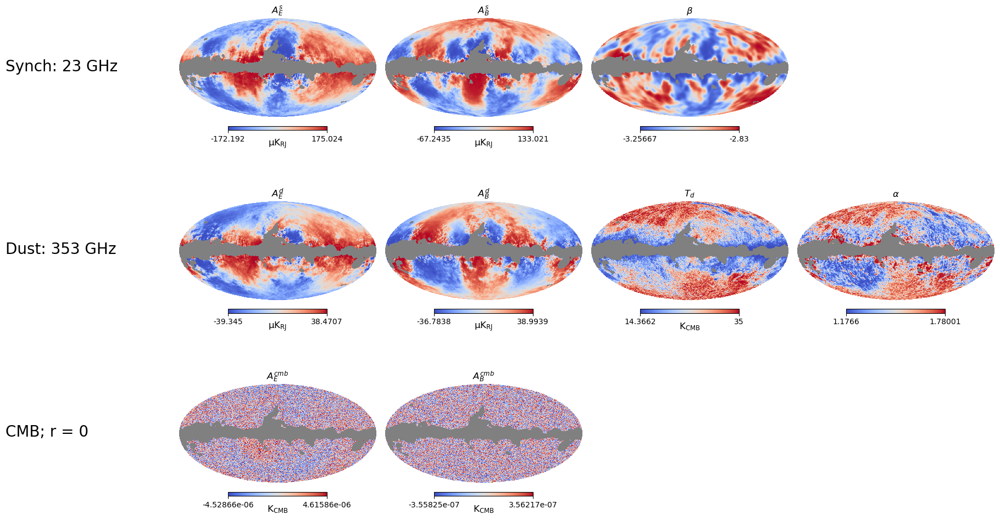 A_E^s A_B^s β
Synch: 23 GHz
-172.192 175.024 -67.2435 133.021 -3.25667 -2.83
μK_RJ μK_RJ
A_E^d A_B^d T_d α
Dust: 353 GHz
-39.345 38.4707 -36.7838 38.9939 14.3662 35 1.1766 1.78001
μK_RJ μK_RJ K_CMB
A_E^cmb A_B^cmb
CMB; r = 0
-4.52866e-06 4.61586e-06 -3.55825e-07 3.56217e-07
K_CMB K_CMB